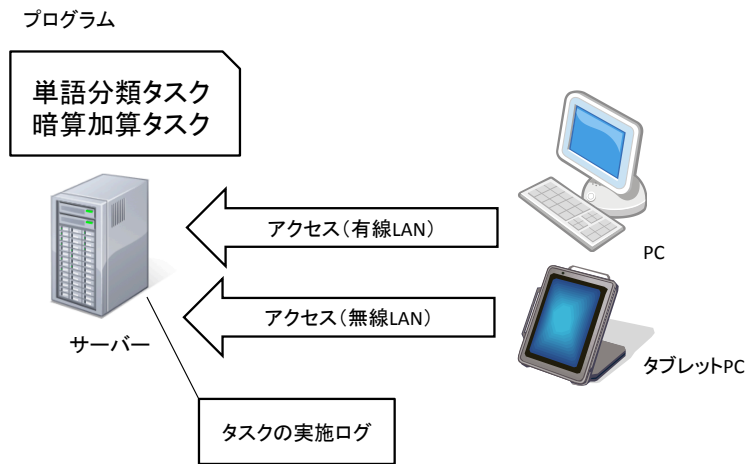 プログラム
単語分類タスク
暗算加算タスク
アクセス（有線LAN）
PC
アクセス（無線LAN）
サーバー
タブレットPC
タスクの実施ログ